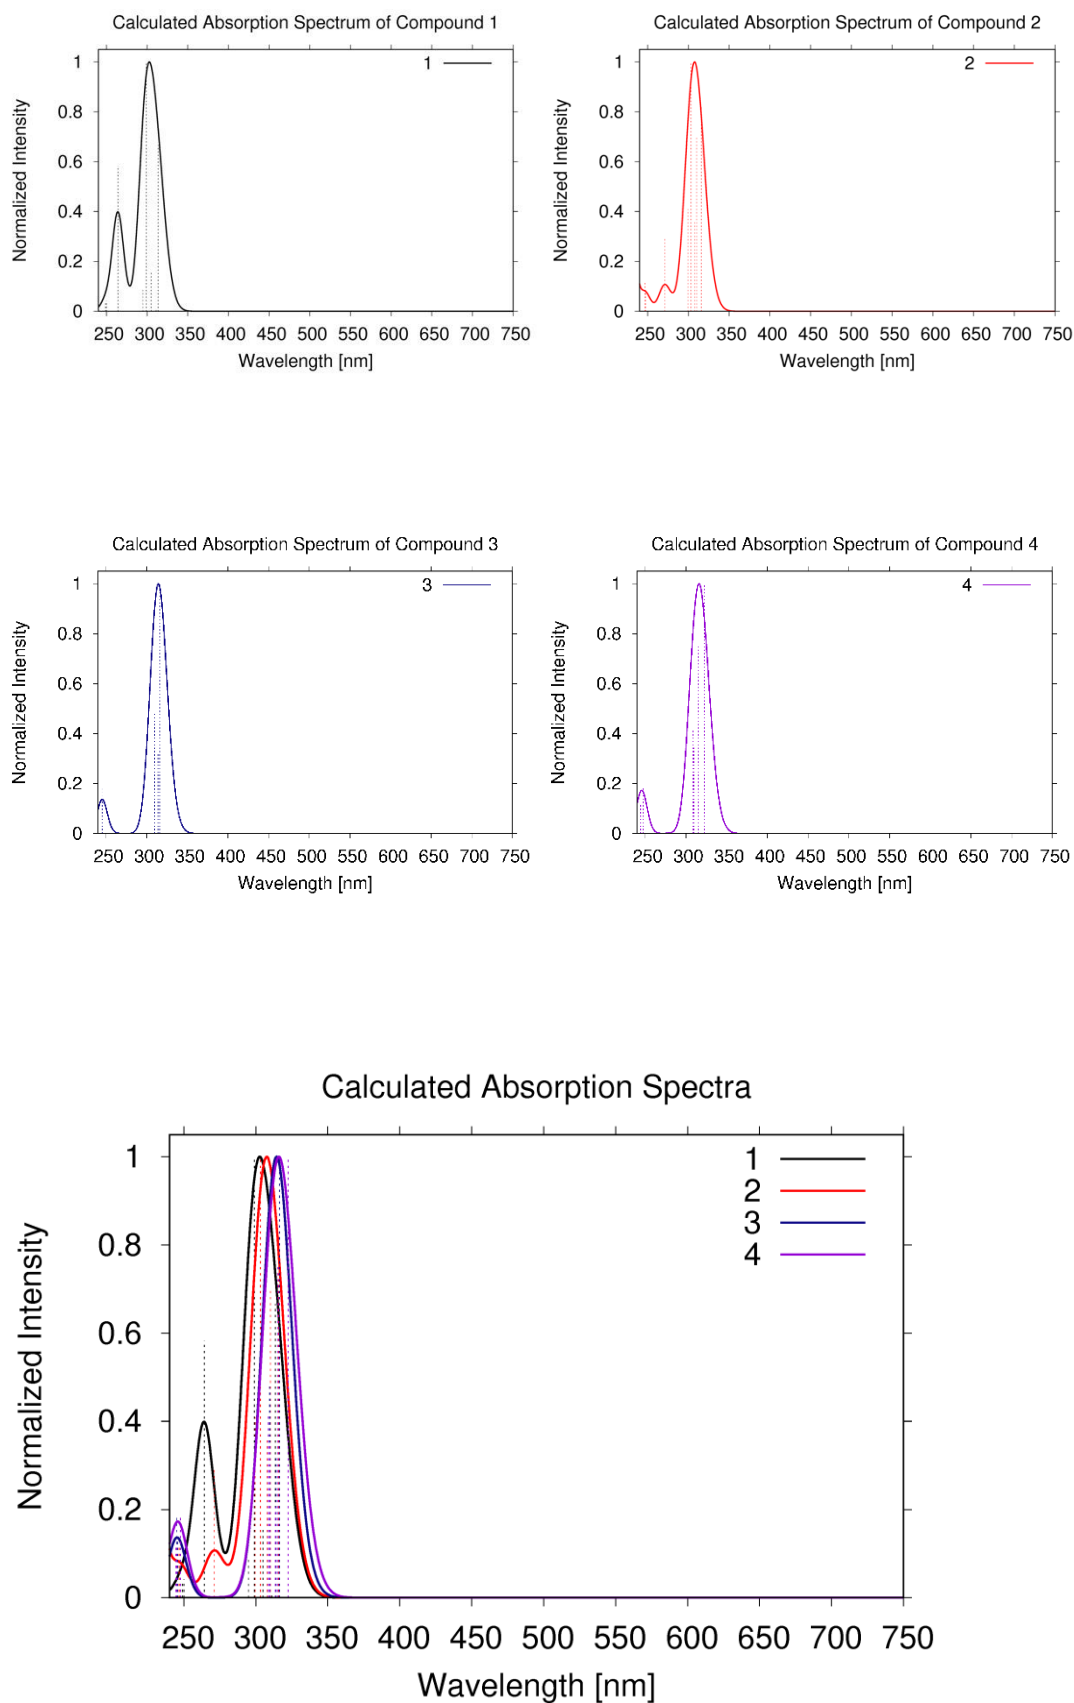 Calculated Absorption Spectrum of Compound 1
1
Normalized Intensity
1
0.8
0.6
0.4
0.2
0
250 300 350 400 450 500 550 600 650 700 750
Wavelength [nm]
Calculated Absorption Spectrum of Compound 2
2
Normalized Intensity
1
0.8
0.6
0.4
0.2
0
250 300 350 400 450 500 550 600 650 700 750
Wavelength [nm]
Calculated Absorption Spectrum of Compound 3
3
Normalized Intensity
1
0.8
0.6
0.4
0.2
0
250 300 350 400 450 500 550 600 650 700 750
Wavelength [nm]
Calculated Absorption Spectrum of Compound 4
4
Normalized Intensity
1
0.8
0.6
0.4
0.2
0
250 300 350 400 450 500 550 600 650 700 750
Wavelength [nm]
Calculated Absorption Spectra
1
2
3
4
Normalized Intensity
1
0.8
0.6
0.4
0.2
0
250 300 350 400 450 500 550 600 650 700 750
Wavelength [nm]